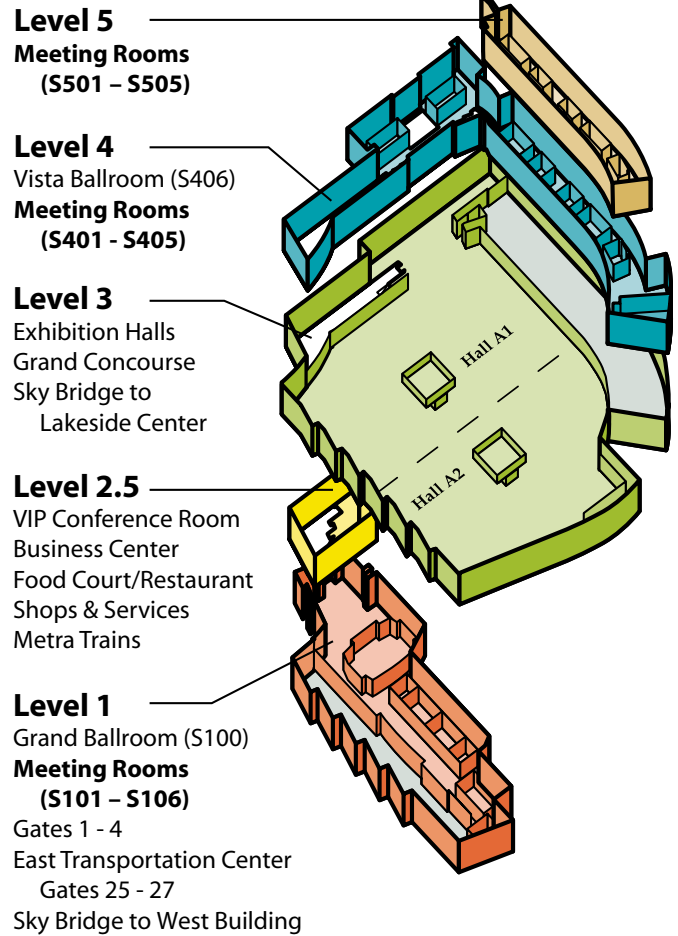 Level 5
Meeting Rooms
(S501 – S505)
Level 4
Vista Ballroom (S406)
Meeting Rooms
(S401 - S405)
Level 3
Exhibition Halls
Grand Concourse
Sky Bridge to
Lakeside Center
Hall A1
Hall A2
Level 2.5
VIP Conference Room
Business Center
Food Court/Restaurant
Shops & Services
Metra Trains
Level 1
Grand Ballroom (S100)
Meeting Rooms
(S101 – S106)
Gates 1 - 4
East Transportation Center
Gates 25 - 27
Sky Bridge to West Building